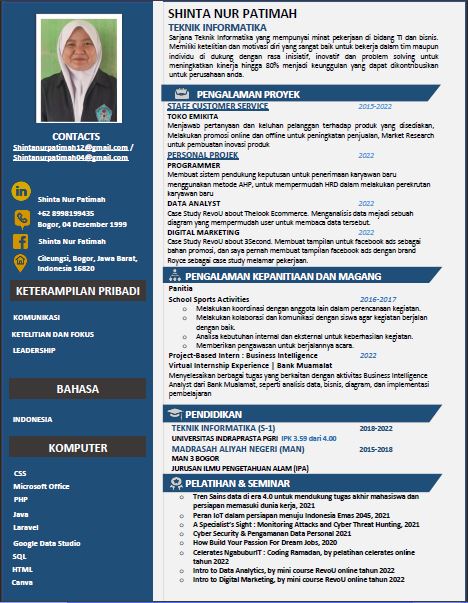 SHINTA NUR PATIMAH
TEKNIK INFORMATIKA
Sarjana Teknik Informatika yang mempunyai minat pekerjaan di bidang TI dan bisnis.
Memiliki ketelitian dan motivasi diri yang sangat baik untuk bekerja dalam tim maupun
individu di dukung dengan rasa inisiatif, inovatif dan problem solving untuk
meningkatkan kinerja hingga 80% menjadi keunggulan yang dapat dikontribusikan
untuk perusahaan anda.
CONTACTS
Shintanurpatimah12@gmail.com /
Shintanurpatimah04@gmail.com
Shinta Nur Patimah
+62 8998199435
Bogor, 04 Desember 1999
Shinta Nur Fatimah
Cileungsi, Bogor, Jawa Barat,
Indonesia 16820
KETERAMPILAN PRIBADI
KOMUNIKASI
KETELITIAN DAN FOKUS
LEADERSHIP
BAHASA
INDONESIA
KOMPUTER
CSS
Microsoft Office
PHP
Java
Laravel
Google Data Studio
SQL
HTML
Canva
PENGALAMAN PROYEK
STAFF CUSTOMER SERVICE 2015-2022
TOKO EMIKITA
Menjawab pertanyaan dan keluhan pelanggan terhadap produk yang disediakan,
Melakukan promosi online dan offline untuk peningkatan penjualan, Market Research
untuk pembuatan inovasi produk
PERSONAL PROJEK 2022
PROGRAMMER
Membuat sistem pendukung keputusan untuk penerimaan karyawan baru
menggunakan metode AHP, untuk mempermudah HRD dalam melakukan perekrutan
karyawan baru
DATA ANALYST 2022
Case Study RevoU about Thelook Ecommerce. Menganalisis data mejadi sebuah
diagram yang mempermudah user untuk membaca data tersebut.
DIGITAL MARKETING 2022
Case Study RevoU about 3Second. Membuat tampilan untuk facebook ads sebagai
bahan promosi, dan saya pernah membuat tampilan facebook ads dengan brand
Royce sebagai case study melamar pekerjaan.
PENGALAMAN KEPANITIAAN DAN MAGANG
Panitia
School Sports Activities 2016-2017
o Melakukan coordinasi dengan anggota lain dalam perencanaan kegiatan.
o Melakukan kolaborasi dan komunikasi dengan siswa agar kegiatan berjalan
dengan baik.
o Analisa kebutuhan internal dan eksternal untuk keberhasilan kegiatan.
o Memberikan pengawasan untuk berjalannya acara.
Project-Based Intern : Business Intelligence 2022
Virtual Internship Experience | Bank Muamalat
Menyelesaikan berbagai tugas yang berkaitan dengan aktivitas Business Intelligence
Analyst dari Bank Mualamat, seperti analisis data, bisnis, diagram, dan implementasi
pembelajaran
PENDIDIKAN
TEKNIK INFORMATIKA (S-1) 2018-2022
UNIVERSITAS INDRAPRASTA PGRI IPK 3.59 dari 4.00
MADRASAH ALIYAH NEGERI (MAN) 2015-2018
MAN 3 BOGOR
JURUSAN ILMU PENGETAHUAN ALAM (IPA)
PELATIHAN & SEMINAR
Tren Sains data di era 4.0 untuk mendukung tugas akhir mahasiswa dan
persiapan memasuki dunia kerja, 2021
Peran IoT dalam persiapan menuju Indonesia Emas 2045, 2021
A Specialist's Sight : Monitoring Attacks and Cyber Threat Hunting, 2021
Cyber Security & Pengamanan Data Personal 2021
How Build Your Passion For Dream Jobs, 2020
Celerates NgabuburIT : Coding Ramadan, by pelatihan celerates online
tahun 2022
Intro to Data Analytics, by mini course RevoU online tahun 2022
Intro to Digital Marketing, by mini course RevoU online tahun 2022